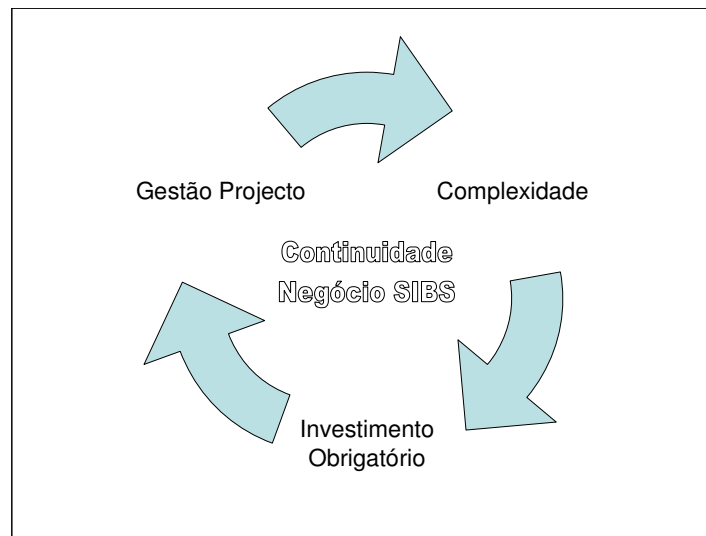 Gestão Projecto
Complexidade
Continuidade
Negócio SIBS
Investimento
Obrigatório